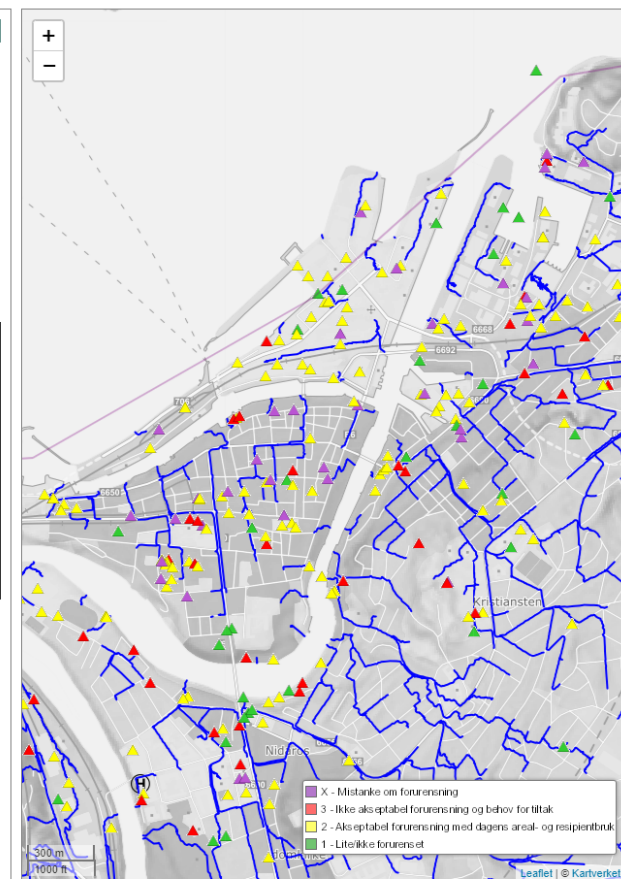 +
−
6668
6692
706
6650
Kristiansten
Nidarø
H
X - Mistanke om forurensning
3 - Ikke akseptabel forurensning og behov for tiltak
2 - Akseptabel forurensning med dagens areal- og resipientbruk
1 - Lite/ikke forurenset
300 m
1000 ft
Leaflet | © Kartverket